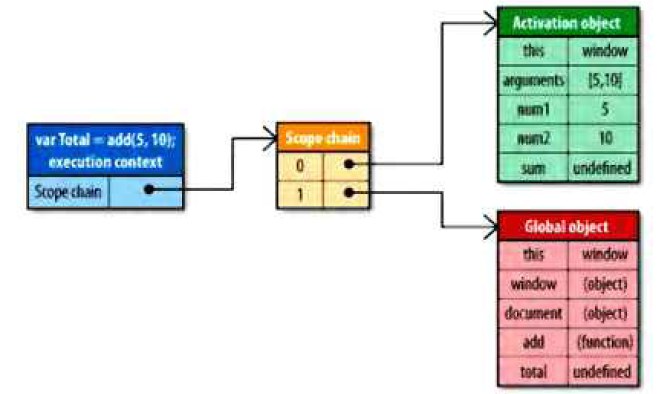 var Total = add(5, 10);
execution context
Scope chain
Scope chain
0
1
Activation object
this window
arguments [5,10]
num1 5
num2 10
sum undefined
Global object
this window
window (object)
document (object)
add (function)
total undefined